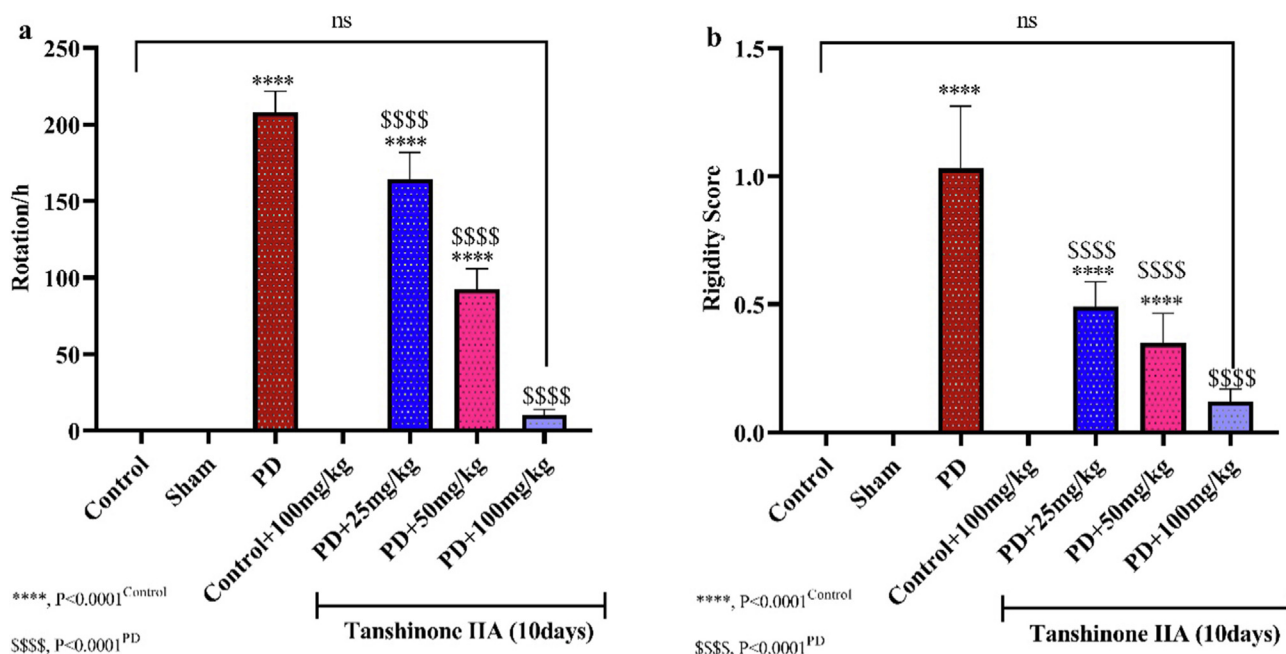 a
ns
Rotation/h
250
200
150
100
50
0
****
$$$$
****
$$$$
****
$$$$
Control
Sham
PD
Control+100mg/kg
PD+25mg/kg
PD+50mg/kg
PD+100mg/kg
****, P<0.0001Control
$$$$, P<0.0001PD
Tanshinone IIA (10days)
b
ns
Rigidity Score
1.5
1.0
0.5
0.0
****
$$$$
****
$$$$
****
$$$$
Control
Sham
PD
Control+100mg/kg
PD+25mg/kg
PD+50mg/kg
PD+100mg/kg
****, P<0.0001Control
$$$$, P<0.0001PD
Tanshinone IIA (10days)